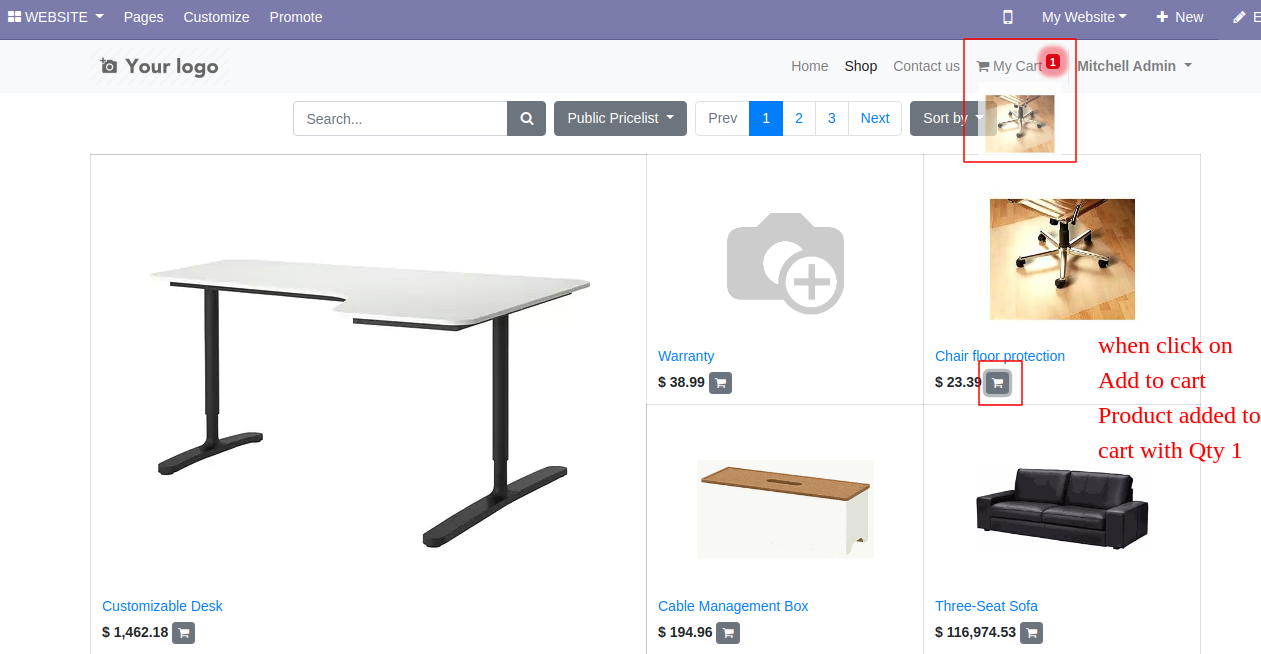 WEBSITE Pages Customize Promote My Website New E
Your logo Home Shop Contact us My Cart 1 Mitchell Admin
Search... Public Pricelist Prev 1 2 3 Next Sort by
Warranty
$ 38.99
Chair floor protection
$ 23.39
when click on
Add to cart
Product added to
cart with Qty 1
Customizable Desk
$ 1,462.18
Cable Management Box
$ 194.96
Three-Seat Sofa
$ 116,974.53